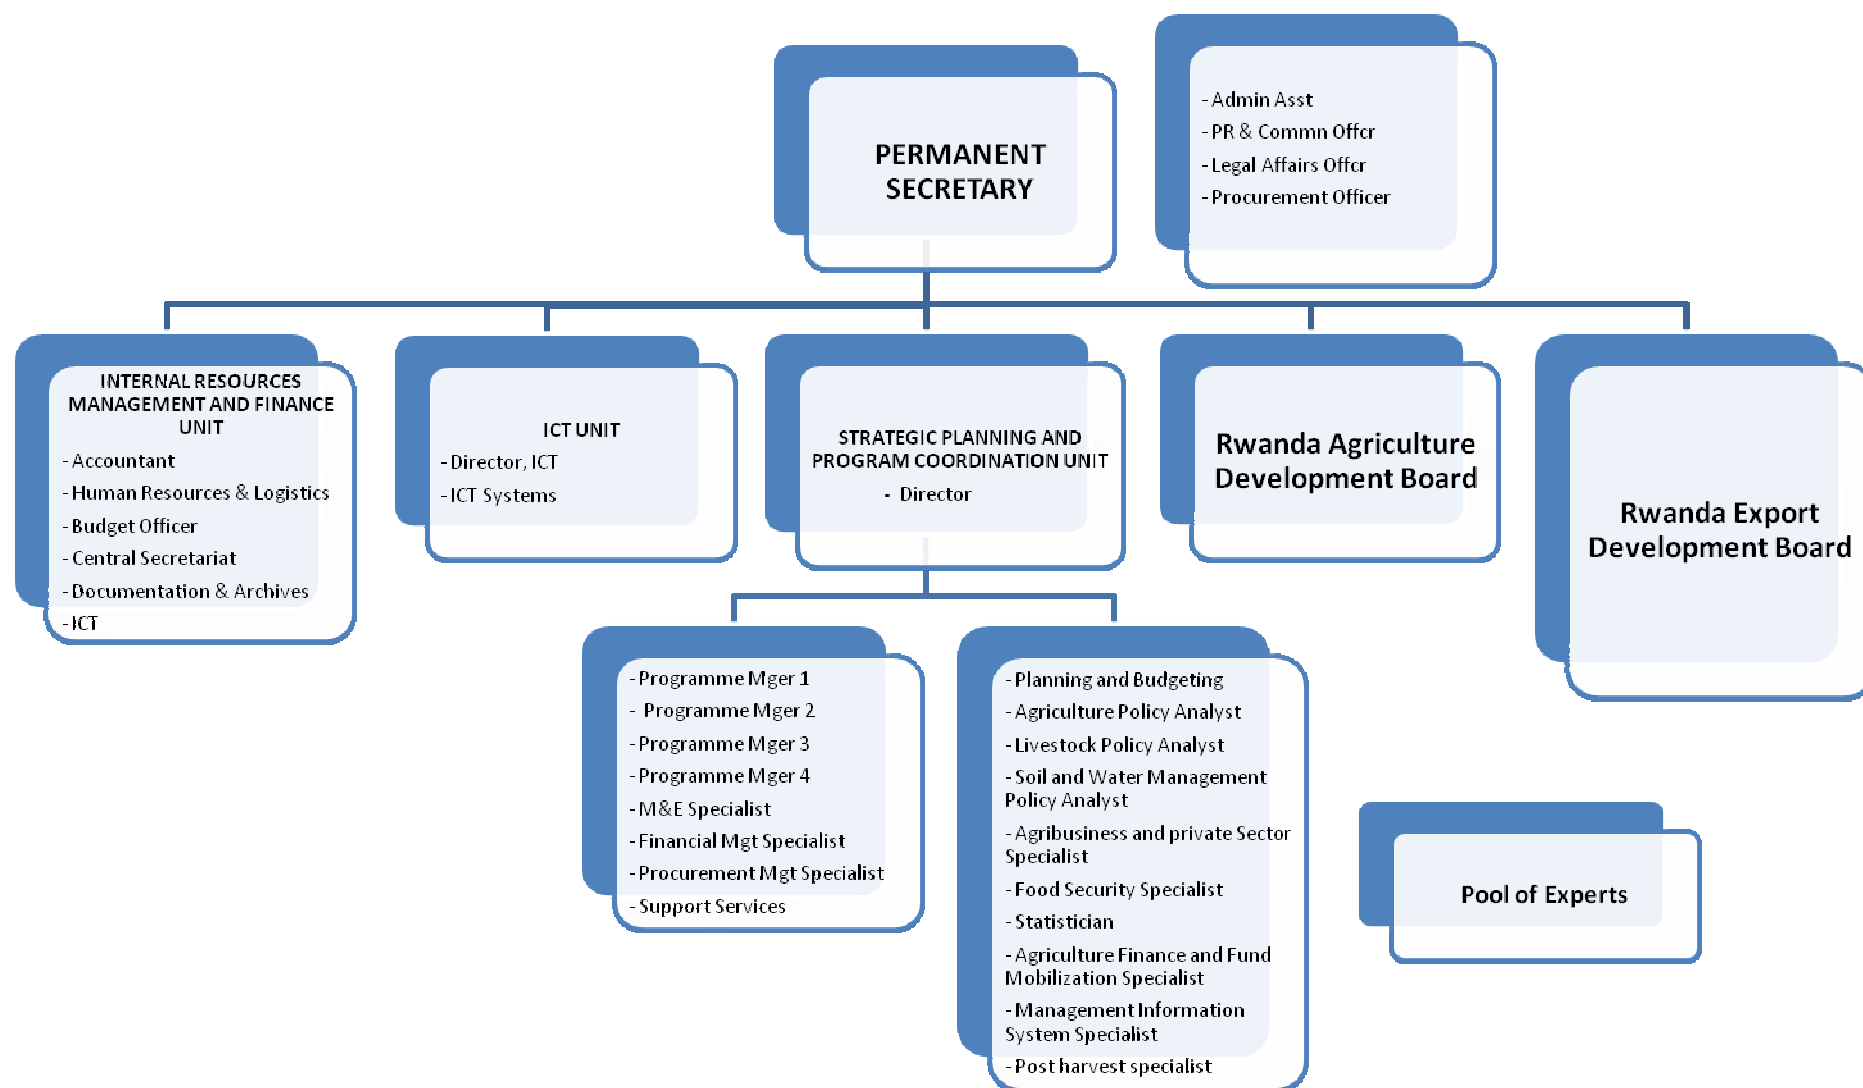 PERMANENT
SECRETARY
- Admin Asst
- PR & Commn Offcr
- Legal Affairs Offcr
- Procurement Officer
INTERNAL RESOURCES
MANAGEMENT AND FINANCE
UNIT
- Accountant
- Human Resources & Logistics
- Budget Officer
- Central Secretariat
- Documentation & Archives
- ICT
ICT UNIT
- Director, ICT
- ICT Systems
STRATEGIC PLANNING AND
PROGRAM COORDINATION UNIT
- Director
Rwanda Agriculture
Development Board
Rwanda Export
Development Board
- Programme Mger 1
- Programme Mger 2
- Programme Mger 3
- Programme Mger 4
- M&E Specialist
- Financial Mgt Specialist
- Procurement Mgt Specialist
- Support Services
- Planning and Budgeting
- Agriculture Policy Analyst
- Livestock Policy Analyst
- Soil and Water Management
Policy Analyst
- Agribusiness and private Sector
Specialist
- Food Security Specialist
- Statistician
- Agriculture Finance and Fund
Mobilization Specialist
- Management Information
System Specialist
- Post harvest specialist
Pool of Experts